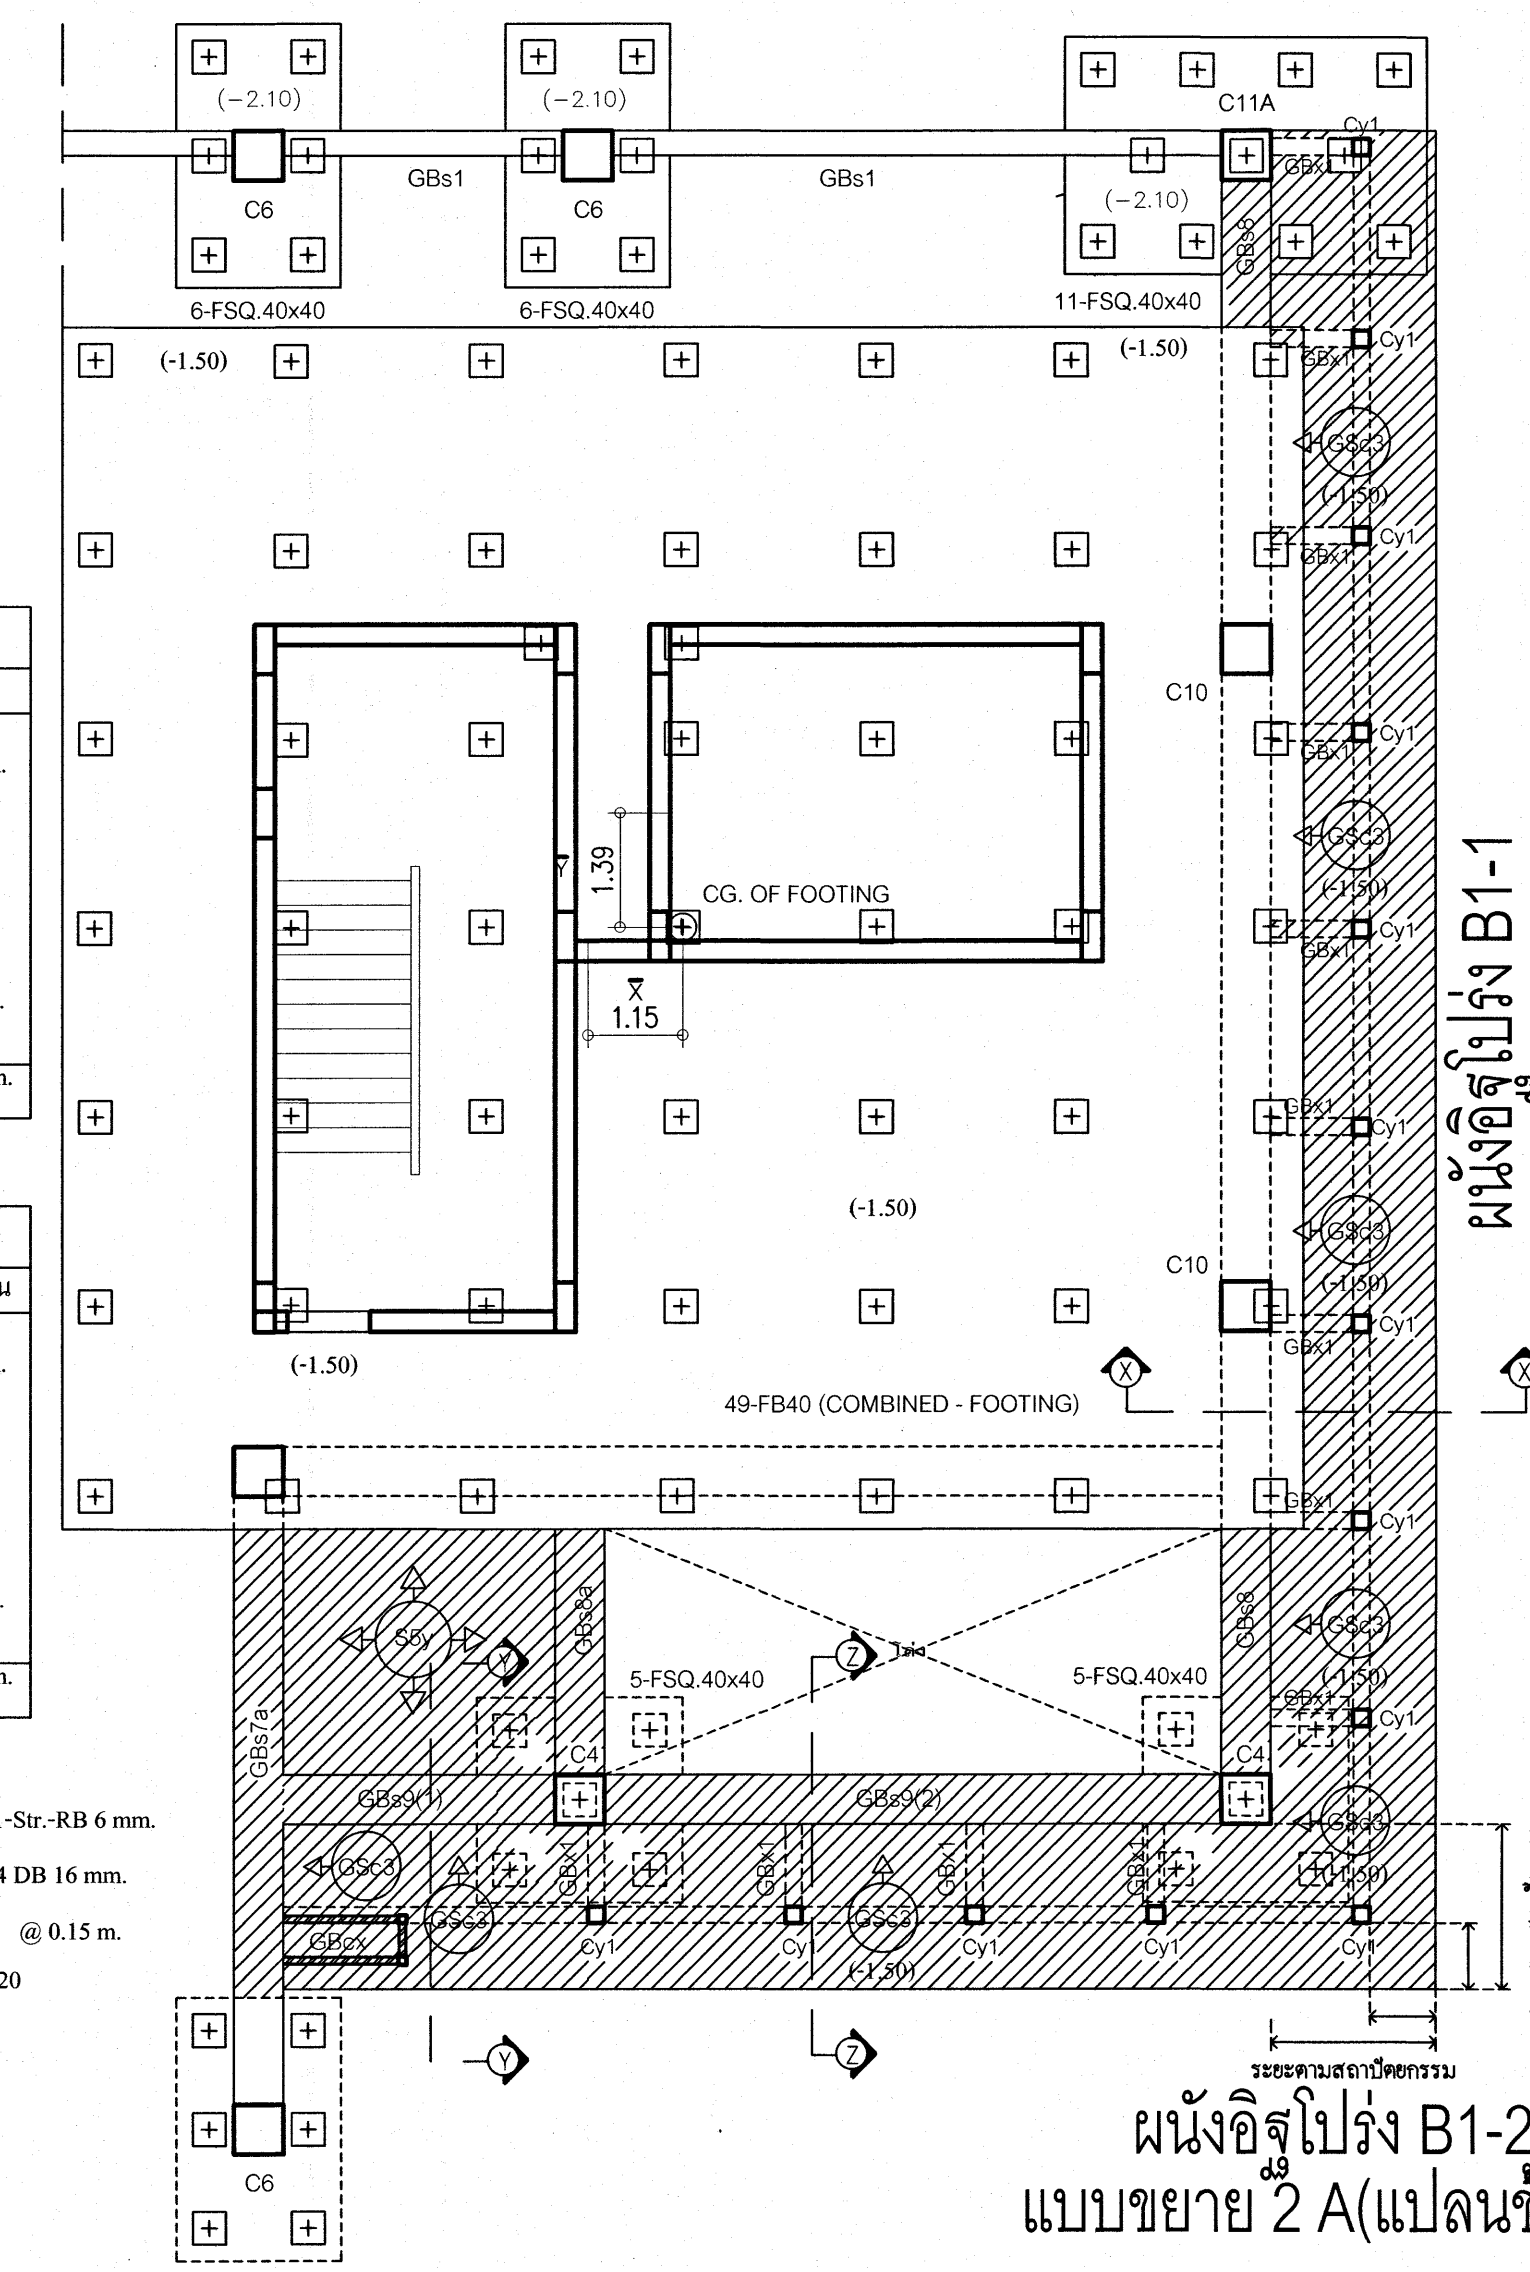 (-2.10)
(-2.10)
C11A
Cy1
GBx1
GBs1
GBs1
C6
C6
(-2.10)
GBs8
6-FSQ.40x40
6-FSQ.40x40
11-FSQ.40x40
(-1.50)
(-1.50)
Cy1
GBx1
GSc3
(-1.50)
Cy1
GBx1
C10
Cy1
GBx1
GSc3
(-1.50)
1.39
Y
CG. OF FOOTING
Cy1
GBx1
X
1.15
ผนังอิฐโปร่ง B1-1
m.
GBx1
Cy1
(-1.50)
GSc3
(-1.50)
C10
Cy1
GBx1
(-1.50)
X
X
49-FB40 (COMBINED - FOOTING)
GBx1
Cy1
S5y
GBs8a
GBs8
GSc3
(-1.50)
Y
Z
5-FSQ.40x40
5-FSQ.40x40
m.
GBs7a
GBx1
Cy1
C4
C4
GBs9(1)
GBs9(2)
-Str.-RB 6 mm.
GSc3
(-1.50)
4 DB 16 mm.
GSc3
GBx1
GBx1
GBx1
GBx1
@ 0.15 m.
GBcx
GSc3
GSc3
Cy1
Cy1
Cy1
Cy1
Cy1
(-1.50)
20
Y
Z
ระยะตามสถาปัตยกรรม
ผนังอิฐโปร่ง B1-2
C6
แบบขยาย 2 A(แปลนชั้